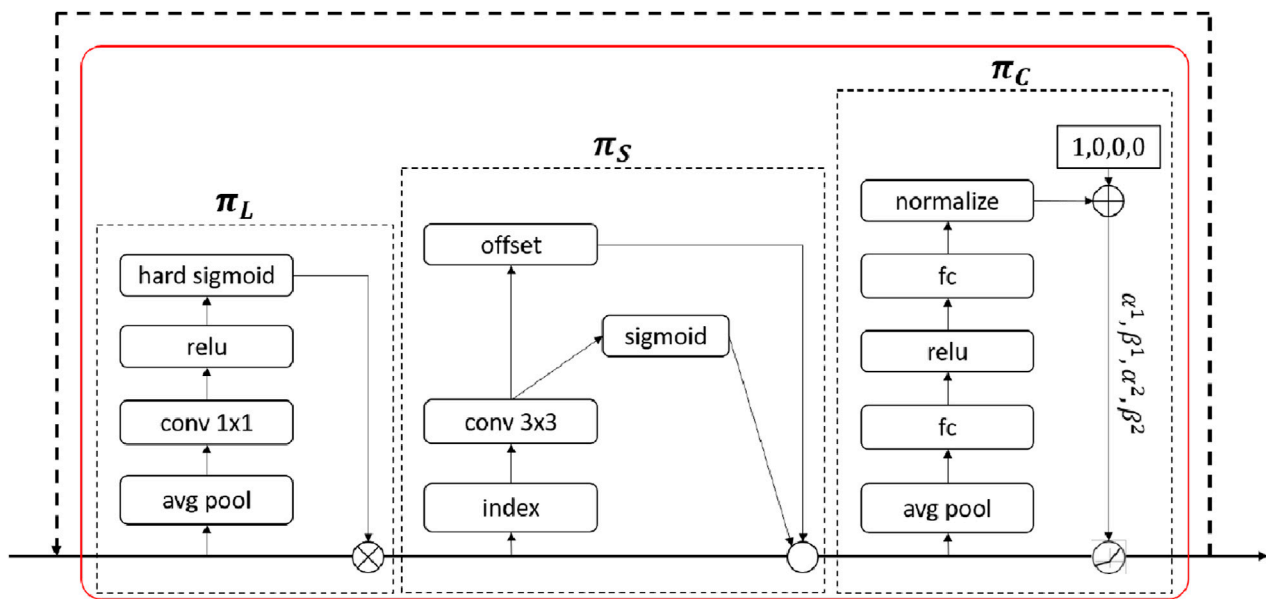 π_L
hard sigmoid
relu
conv 1x1
avg pool
π_S
offset
sigmoid
conv 3x3
index
π_C
1,0,0,0
normalize
fc
relu
fc
avg pool
α¹, β¹, α², β²